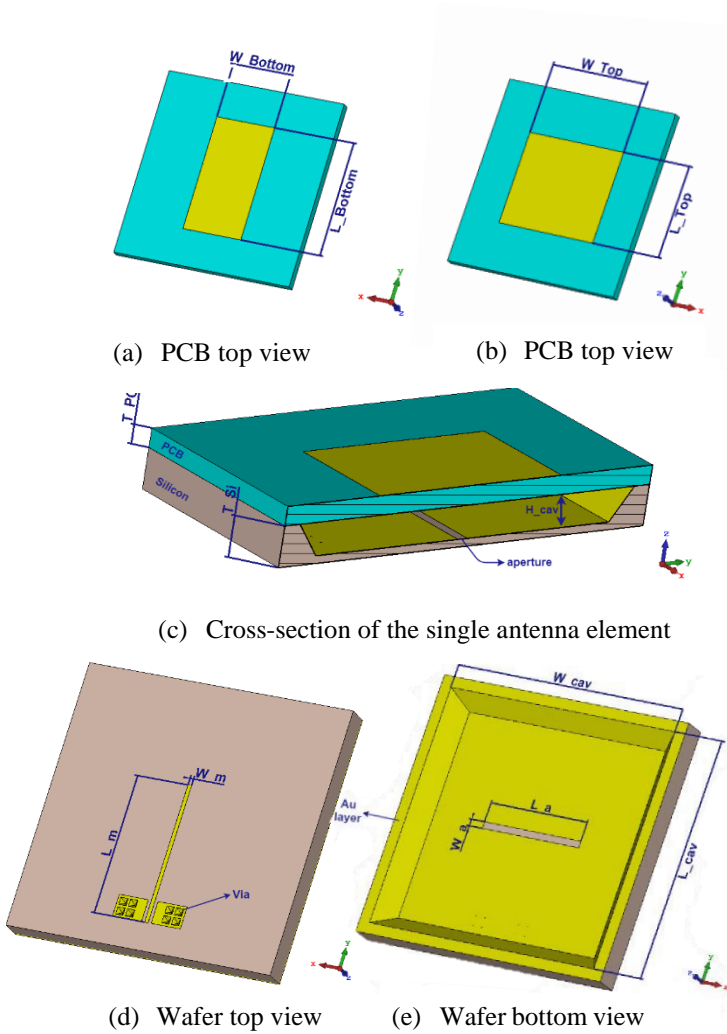 W_Bottom
L_Bottom
x
y
z
W_Top
L_Top
y
z
x
(a) PCB top view
(b) PCB top view
T_PC
PCB
Silicon
T_Si
H_cav
aperture
z
y
x
(c) Cross-section of the single antenna element
W_m
L_m
Via
x
y
z
W_cav
Au
layer
L_a
W_a
L_cav
y
z
x
(d) Wafer top view
(e) Wafer bottom view